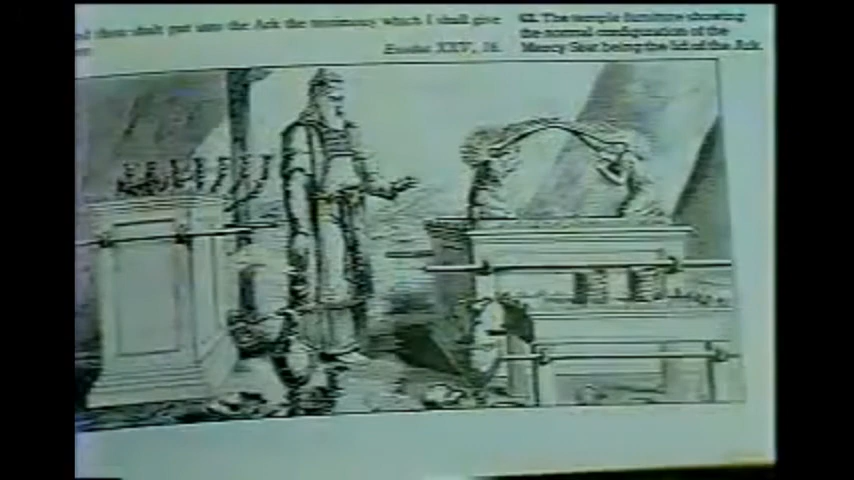 thou shalt put into the Ark the testimony which I shall give
Exodus XXV, 16.
62. The temple furniture showing
the normal configuration of the
Mercy Seat being the lid of the Ark.